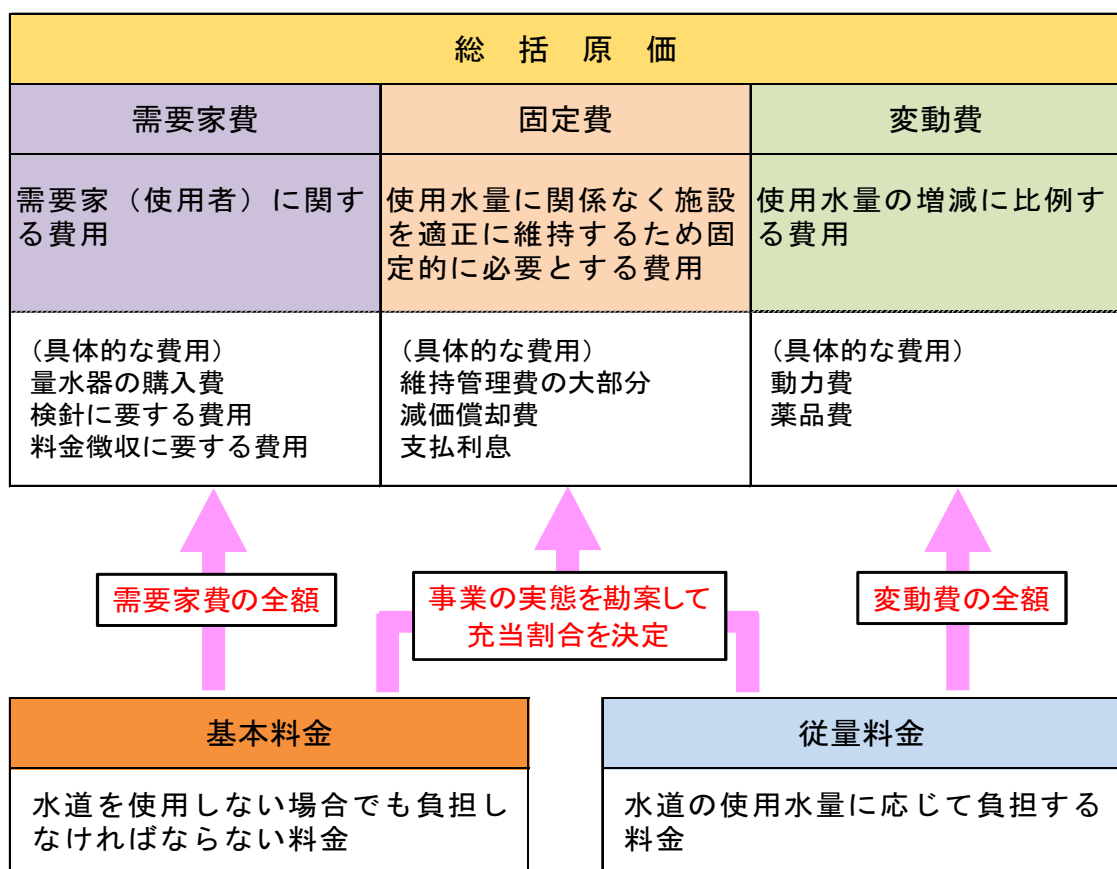 総括原価
需要家費
固定費
変動費
需要家（使用者）に関す
る費用
使用水量に関係なく施設
を適正に維持するため固
定的に必要とする費用
使用水量の増減に比例す
る費用
（具体的な費用）
量水器の購入費
検針に要する費用
料金徴収に要する費用
（具体的な費用）
維持管理費の大部分
減価償却費
支払利息
（具体的な費用）
動力費
薬品費
需要家費の全額
事業の実態を勘案して
充当割合を決定
変動費の全額
基本料金
水道を使用しない場合でも負担し
なければならない料金
従量料金
水道の使用水量に応じて負担する
料金